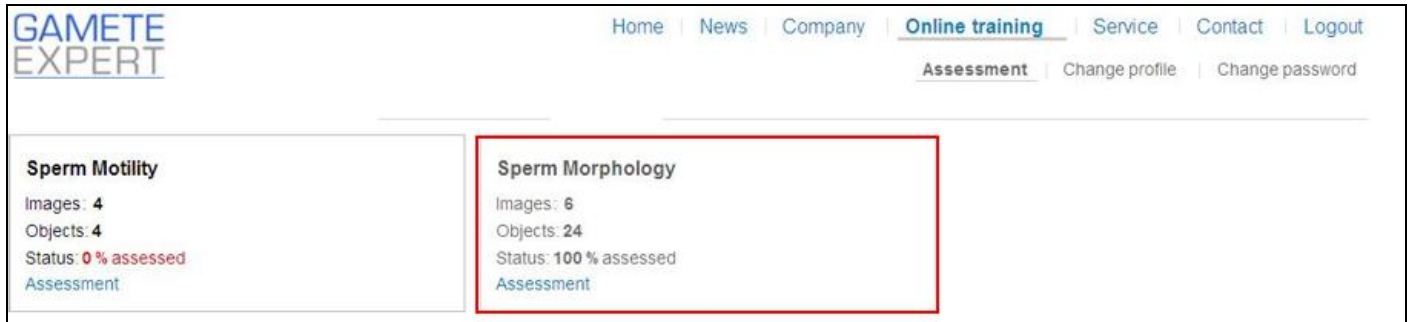 GAMETE
EXPERT
Home | News | Company | Online training | Service | Contact | Logout
Assessment | Change profile | Change password
Sperm Motility
Images: 4
Objects: 4
Status: 0 % assessed
Assessment
Sperm Morphology
Images: 6
Objects: 24
Status: 100 % assessed
Assessment